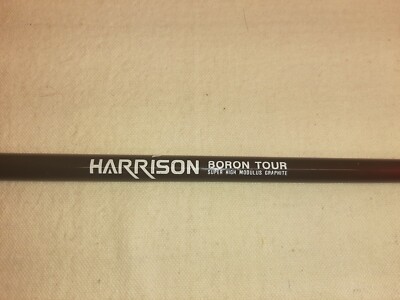 HARRISON BORON TOUR
SUPER HIGH MODULUS GRAPHITE